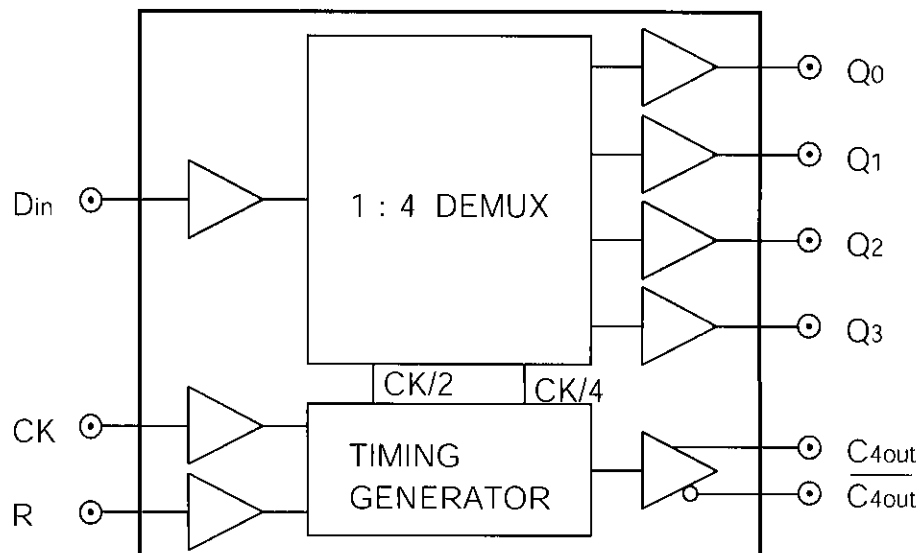 Q0
Q1
Din
1 : 4 DEMUX
Q2
Q3
CK/2
CK/4
CK
TIMING
GENERATOR
C4out
C4out
R